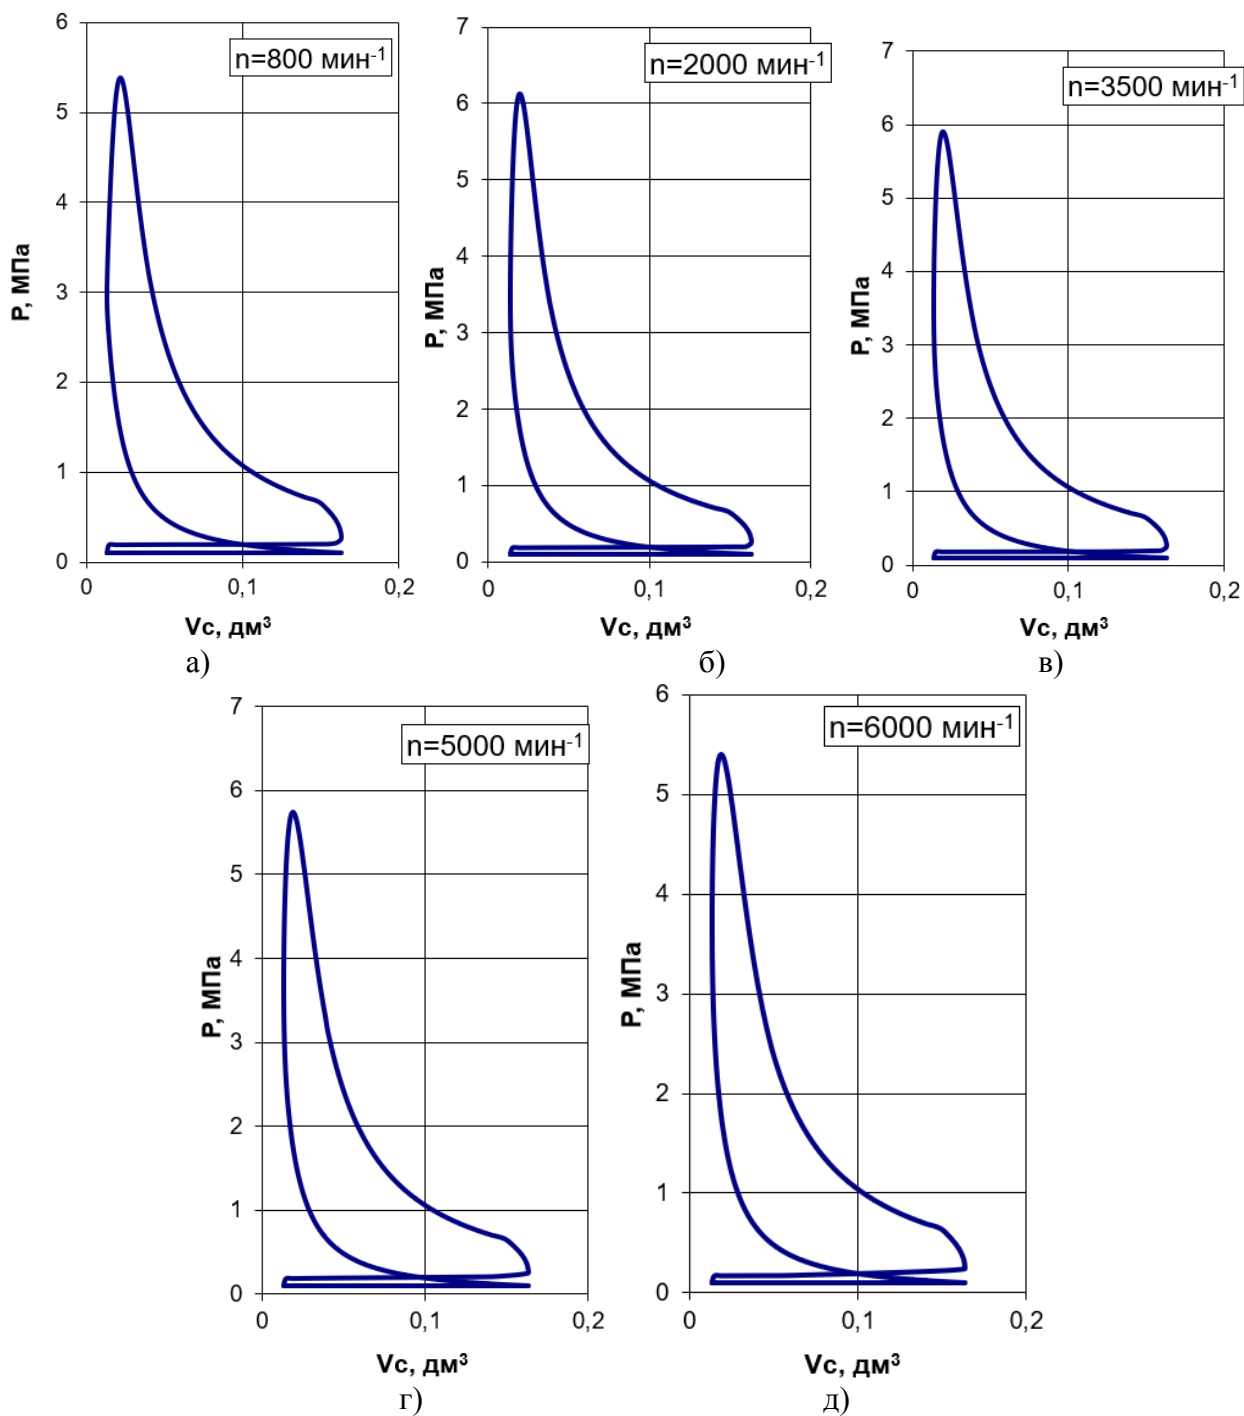 n=800 мин-1
P, МПа
6
5
4
3
2
1
0
0 0,1 0,2
Vc, дм³
а)
n=2000 мин-1
P, МПа
7
6
5
4
3
2
1
0
0 0,1 0,2
Vc, дм³
б)
n=3500 мин-1
P, МПа
7
6
5
4
3
2
1
0
0 0,1 0,2
Vc, дм³
в)
n=5000 мин-1
P, МПа
7
6
5
4
3
2
1
0
0 0,1 0,2
Vc, дм³
г)
n=6000 мин-1
P, МПа
6
5
4
3
2
1
0
0 0,1 0,2
Vc, дм³
д)